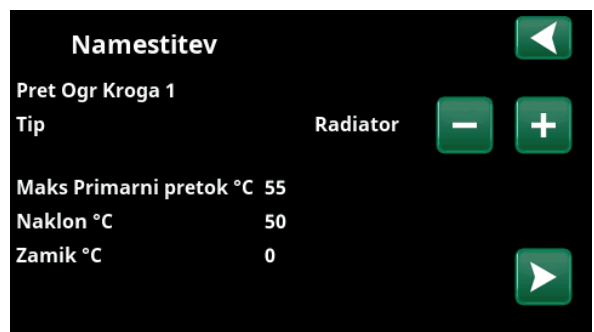 Namestitev
Pret Ogr Kroga 1
Tip Radiator
Maks Primarni pretok °C 55
Naklon °C 50
Zamik °C 0